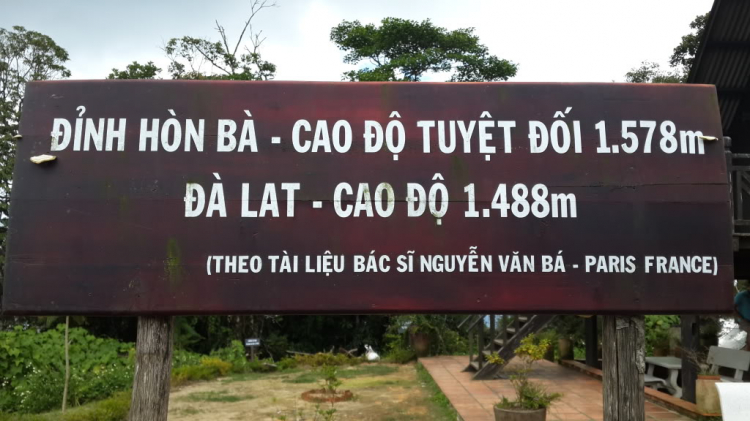 ĐỈNH HÒN BÀ - CAO ĐỘ TUYỆT ĐỐI 1.578m
ĐÀ LAT - CAO ĐỘ 1.488m
(THEO TÀI LIỆU BÁC SĨ NGUYỄN VĂN BÁ - PARIS FRANCE)